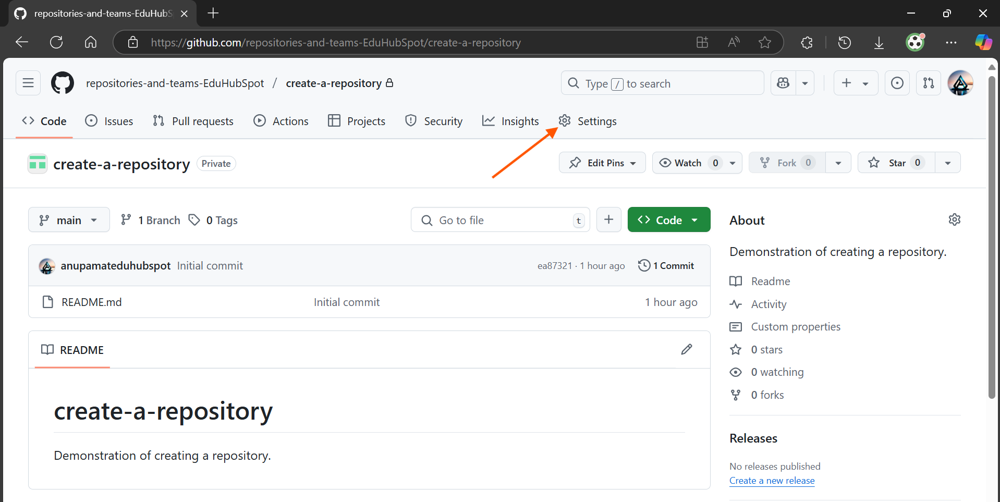 repositories-and-teams-EduHubS
https://github.com/repositories-and-teams-EduHubSpot/create-a-repository
repositories-and-teams-EduHubSpot / create-a-repository
Type / to search
Code Issues Pull requests Actions Projects Security Insights Settings
create-a-repository Private
Edit Pins Watch 0 Fork 0 Star 0
main 1 Branch 0 Tags
Go to file t
Code
About
Demonstration of creating a repository.
anupamateduhubspot Initial commit ea87321 · 1 hour ago 1 Commit
README.md Initial commit 1 hour ago
Readme
Activity
Custom properties
0 stars
0 watching
0 forks
README
create-a-repository
Demonstration of creating a repository.
Releases
No releases published
Create a new release